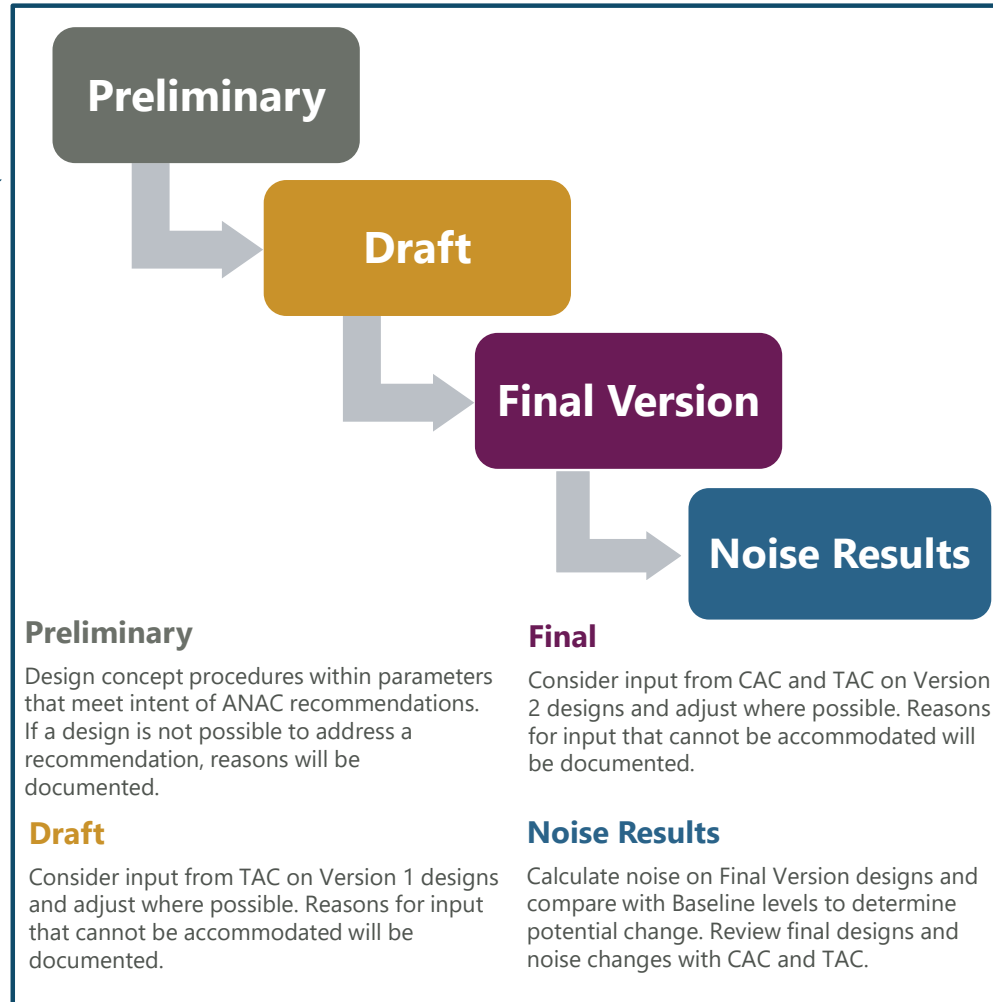 Preliminary
Draft
Final Version
Noise Results
Preliminary
Design concept procedures within parameters
that meet intent of ANAC recommendations.
If a design is not possible to address a
recommendation, reasons will be
documented.
Draft
Consider input from TAC on Version 1 designs
and adjust where possible. Reasons for input
that cannot be accommodated will be
documented.
Final
Consider input from CAC and TAC on Version
2 designs and adjust where possible. Reasons
for input that cannot be accommodated will
be documented.
Noise Results
Calculate noise on Final Version designs and
compare with Baseline levels to determine
potential change. Review final designs and
noise changes with CAC and TAC.